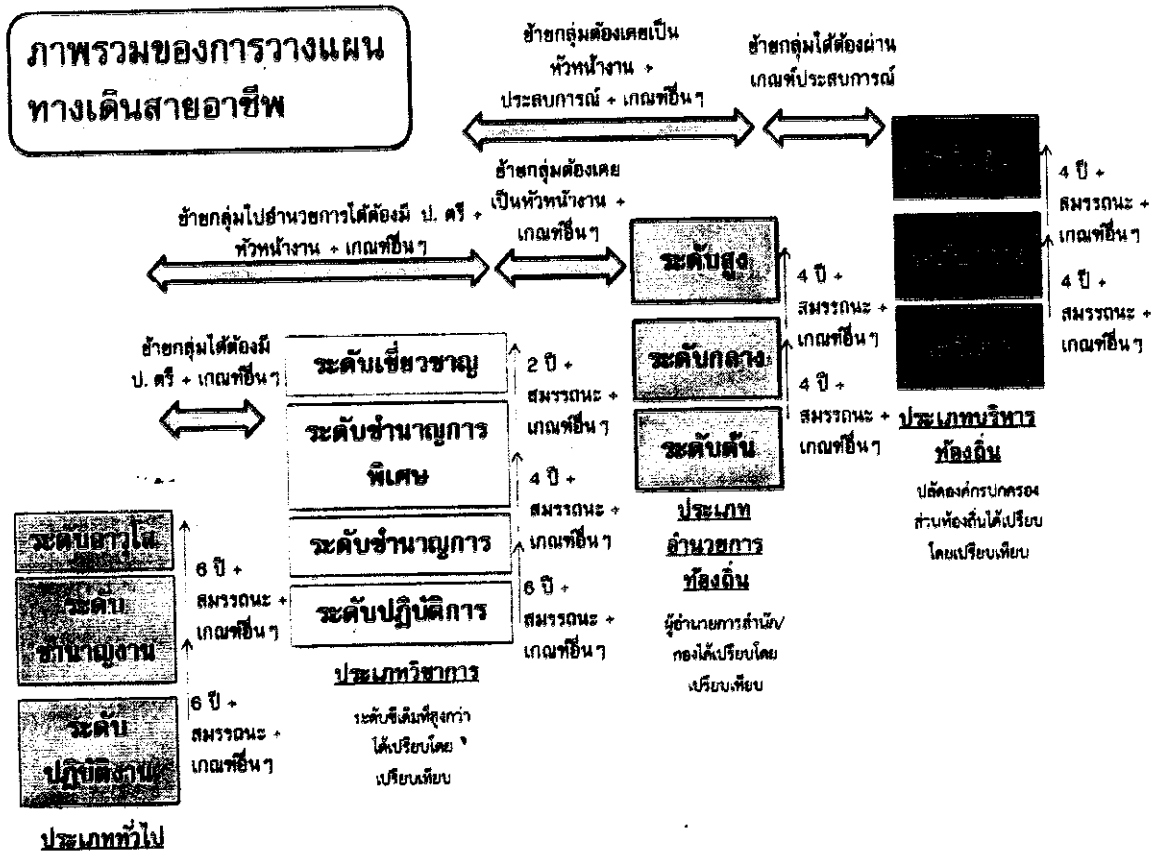 ภาพรวมของการวางแผน
ทางเดินสายอาชีพ
ย้ายกลุ่มต้องเคยเป็น
หัวหน้างาน +
ประสบการณ์ + เกณฑ์อื่นๆ
ย้ายกลุ่มได้ต้องผ่าน
เกณฑ์ประสบการณ์
ย้ายกลุ่มไปอำนวยการได้ต้องมี ป. ตรี +
หัวหน้างาน + เกณฑ์อื่นๆ
ย้ายกลุ่มต้องเคย
เป็นหัวหน้างาน +
เกณฑ์อื่นๆ
ย้ายกลุ่มได้ต้องมี
ป. ตรี + เกณฑ์อื่นๆ
ระดับอาวุโส
ระดับ
ชำนาญงาน
ระดับ
ปฏิบัติงาน
6 ปี +
สมรรถนะ +
เกณฑ์อื่นๆ
6 ปี +
สมรรถนะ +
เกณฑ์อื่นๆ
ประเภททั่วไป
ระดับเชี่ยวชาญ
ระดับชำนาญการ
พิเศษ
ระดับชำนาญการ
ระดับปฏิบัติการ
2 ปี +
สมรรถนะ +
เกณฑ์อื่นๆ
4 ปี +
สมรรถนะ +
เกณฑ์อื่นๆ
6 ปี +
สมรรถนะ +
เกณฑ์อื่นๆ
ประเภทวิชาการ
ระดับซีเดิมที่สูงกว่า
ได้เปรียบโดย
เปรียบเทียบ
ระดับสูง
ระดับกลาง
ระดับต้น
4 ปี +
สมรรถนะ +
เกณฑ์อื่นๆ
4 ปี +
สมรรถนะ +
เกณฑ์อื่นๆ
ประเภท
อำนวยการ
ท้องถิ่น
ผู้อำนวยการสำนัก/
กองได้เปรียบโดย
เปรียบเทียบ
4 ปี +
สมรรถนะ +
เกณฑ์อื่นๆ
4 ปี +
สมรรถนะ +
เกณฑ์อื่นๆ
ประเภทบริหาร
ท้องถิ่น
ปลัดองค์กรปกครอง
ส่วนท้องถิ่นได้เปรียบ
โดยเปรียบเทียบ